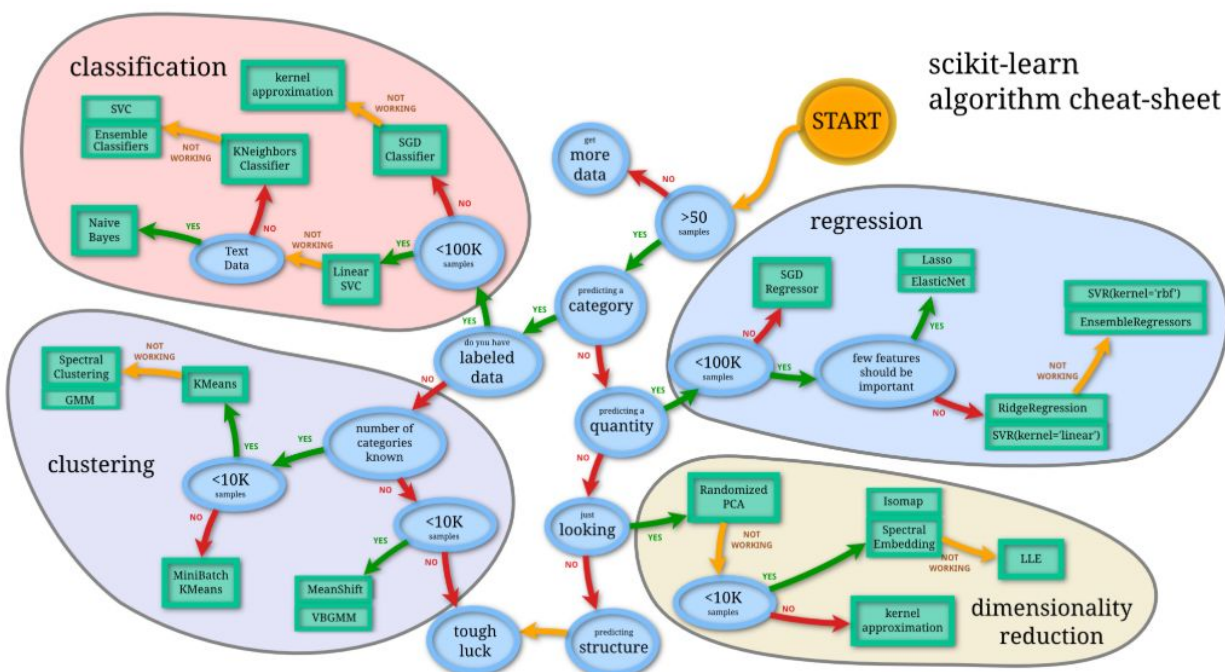 scikit-learn
algorithm cheat-sheet
START
get
more
data
NO
>50
samples
YES
predicting a
category
YES
NO
do you have
labeled
data
YES
NO
predicting a
quantity
YES
NO
just
looking
YES
NO
predicting
structure
tough
luck
classification
kernel
approximation
NOT
WORKING
SVC
Ensemble
Classifiers
NOT
WORKING
KNeighbors
Classifier
SGD
Classifier
NO
Naive
Bayes
YES
NO
Text
Data
NOT
WORKING
Linear
SVC
YES
<100K
samples
regression
SGD
Regressor
Lasso
ElasticNet
SVR(kernel='rbf')
EnsembleRegressors
NO
YES
<100K
samples
YES
few features
should be
important
NOT
WORKING
NO
RidgeRegression
SVR(kernel='linear')
clustering
Spectral
Clustering
GMM
NOT
WORKING
KMeans
YES
number of
categories
known
YES
NO
<10K
samples
NO
<10K
samples
YES
NO
MiniBatch
KMeans
MeanShift
VBGMM
dimensionality
reduction
Randomized
PCA
NOT
WORKING
Isomap
Spectral
Embedding
NOT
WORKING
LLE
YES
<10K
samples
NO
kernel
approximation